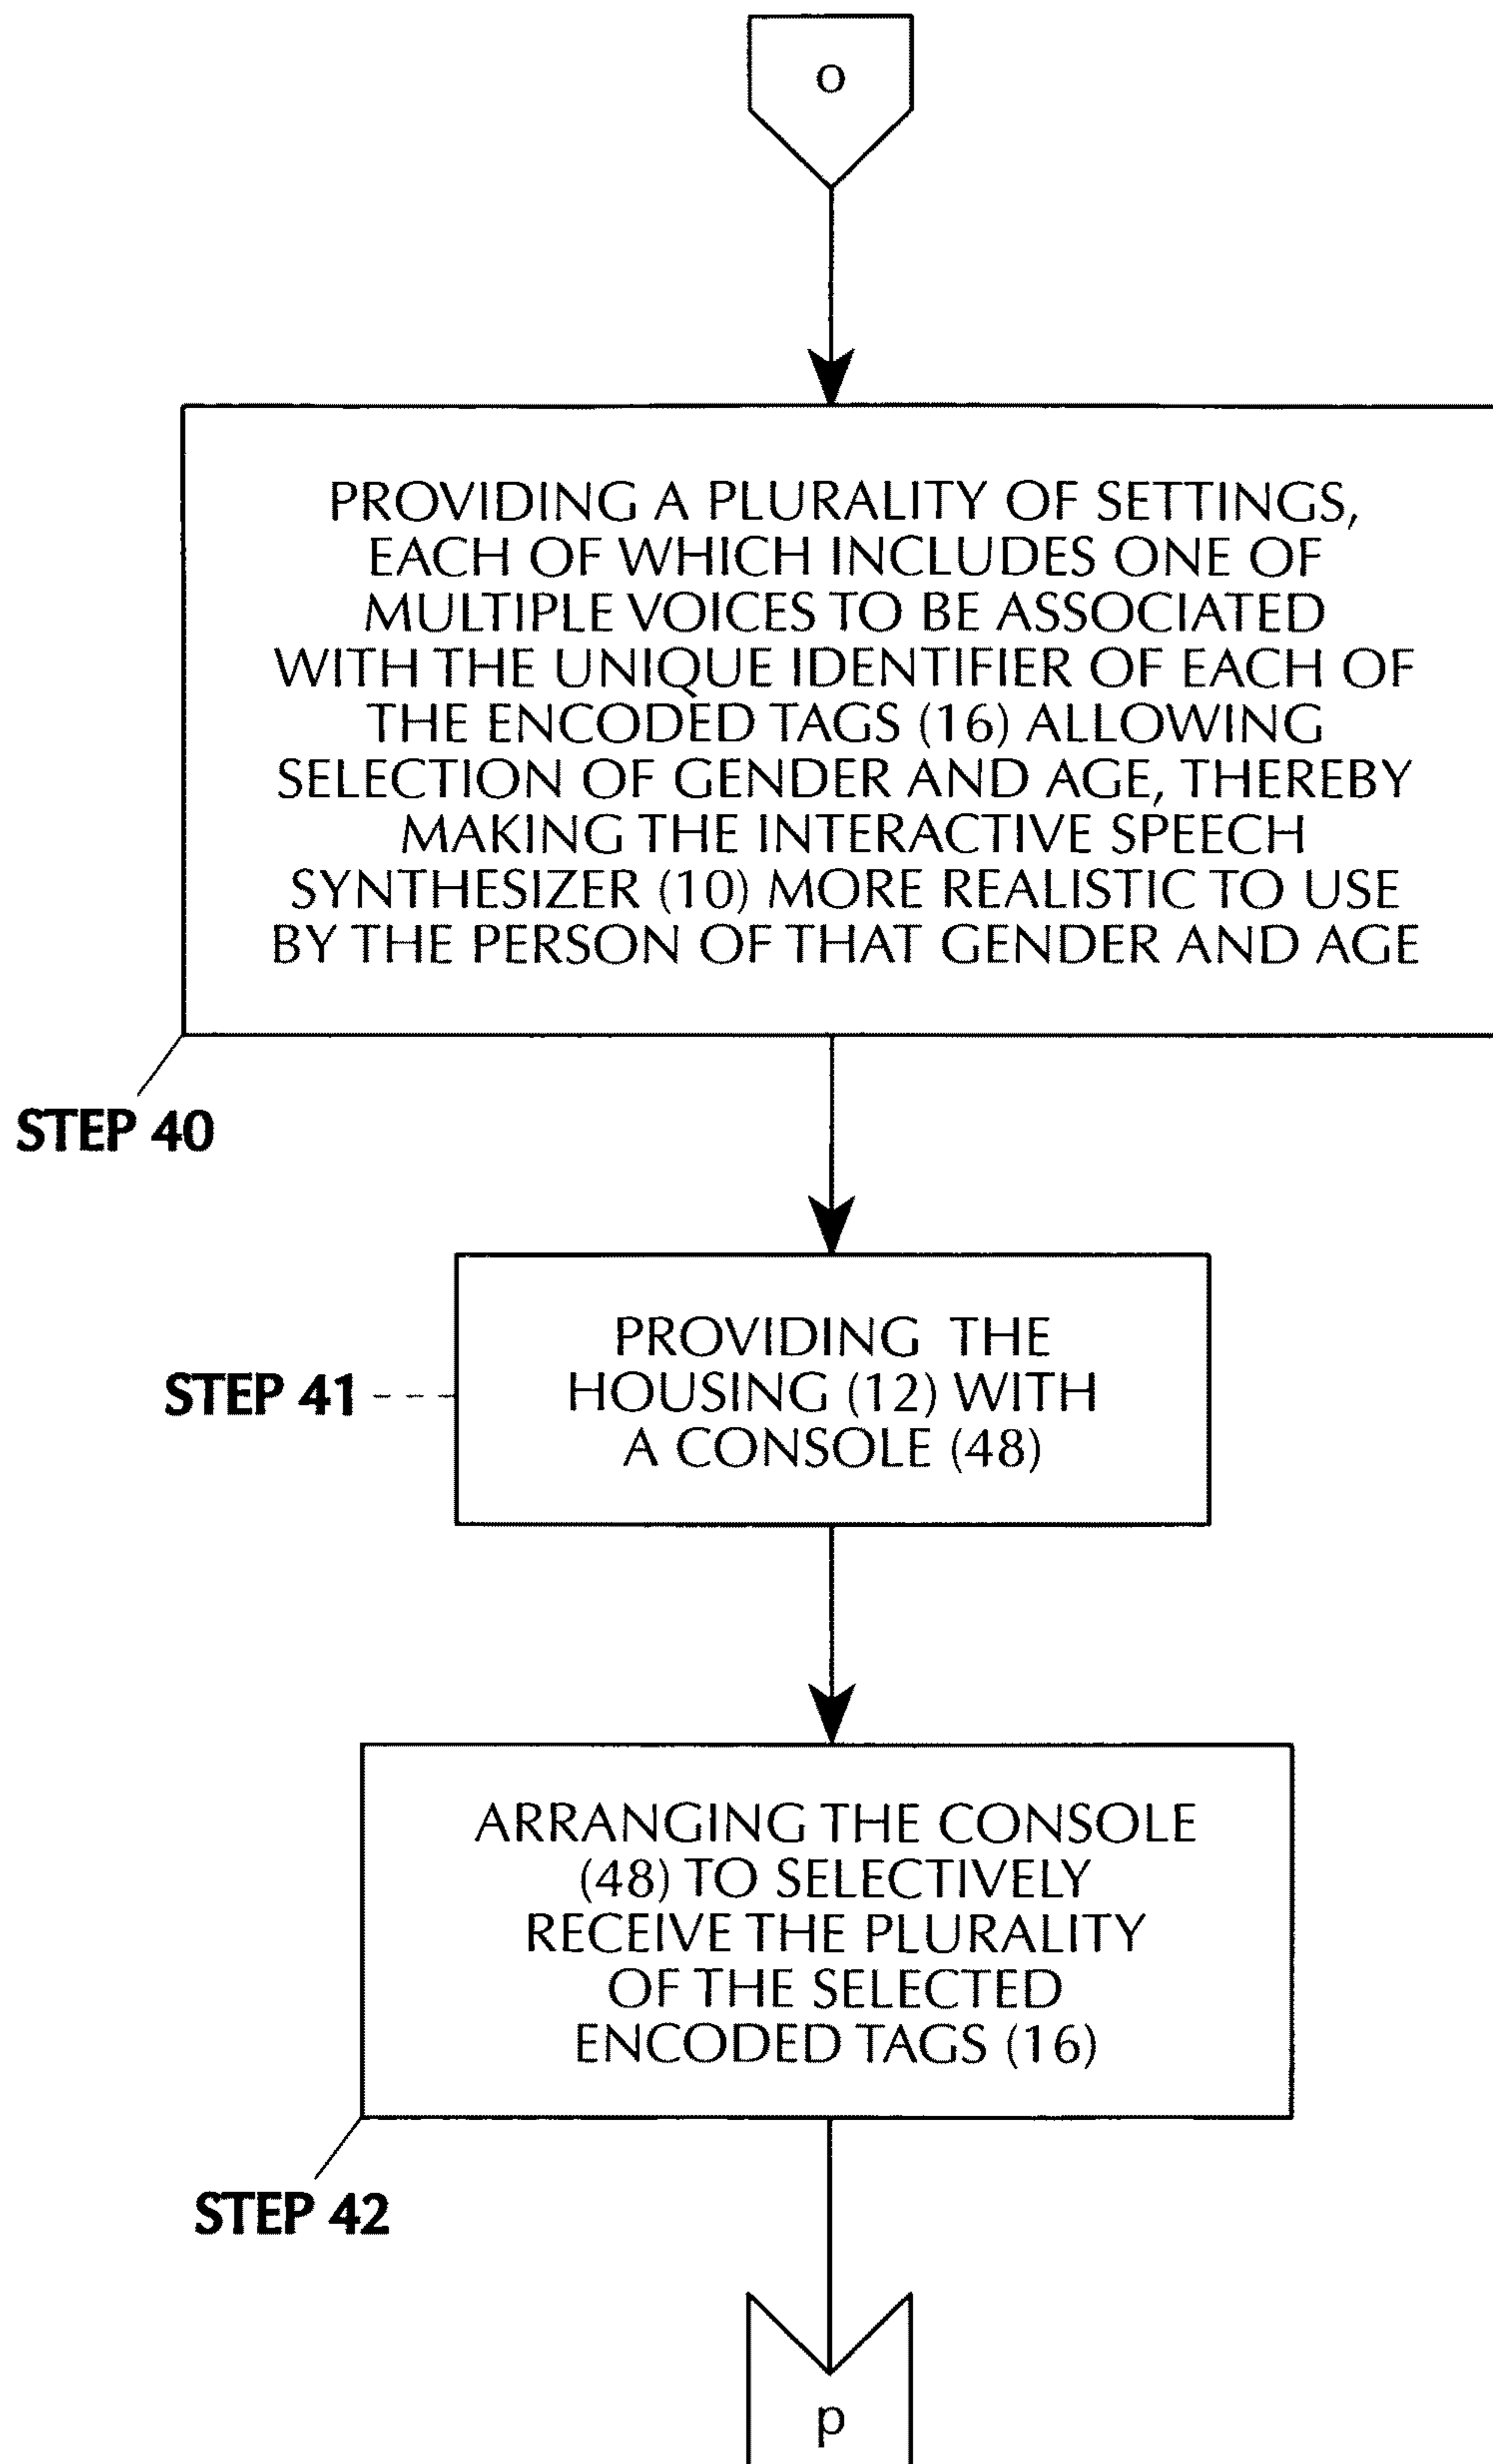 o
PROVIDING A PLURALITY OF SETTINGS,
EACH OF WHICH INCLUDES ONE OF
MULTIPLE VOICES TO BE ASSOCIATED
WITH THE UNIQUE IDENTIFIER OF EACH OF
THE ENCODED TAGS (16) ALLOWING
SELECTION OF GENDER AND AGE, THEREBY
MAKING THE INTERACTIVE SPEECH
SYNTHESIZER (10) MORE REALISTIC TO USE
BY THE PERSON OF THAT GENDER AND AGE
STEP 40
PROVIDING THE
HOUSING (12) WITH
A CONSOLE (48)
STEP 41
ARRANGING THE CONSOLE
(48) TO SELECTIVELY
RECEIVE THE PLURALITY
OF THE SELECTED
ENCODED TAGS (16)
STEP 42
p